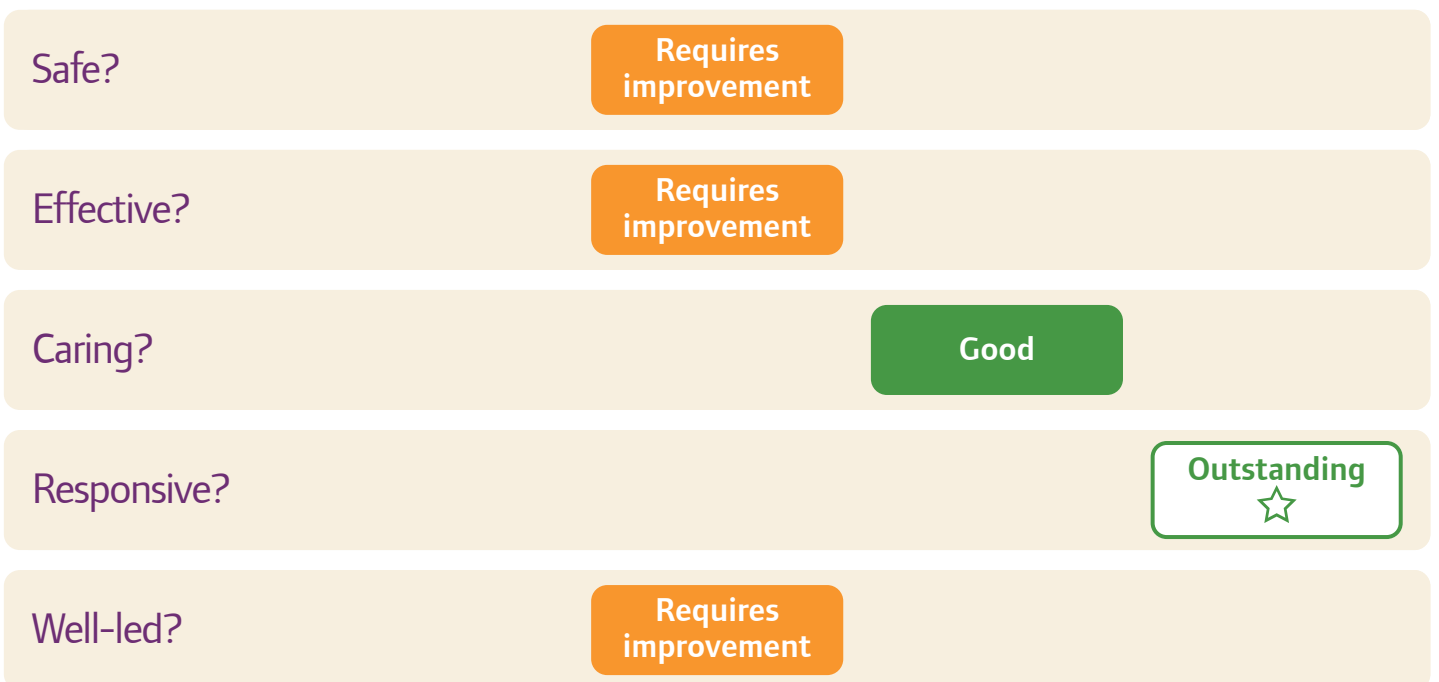 Safe?
Requires
improvement
Effective?
Requires
improvement
Caring?
Good
Responsive?
Outstanding
Well-led?
Requires
improvement